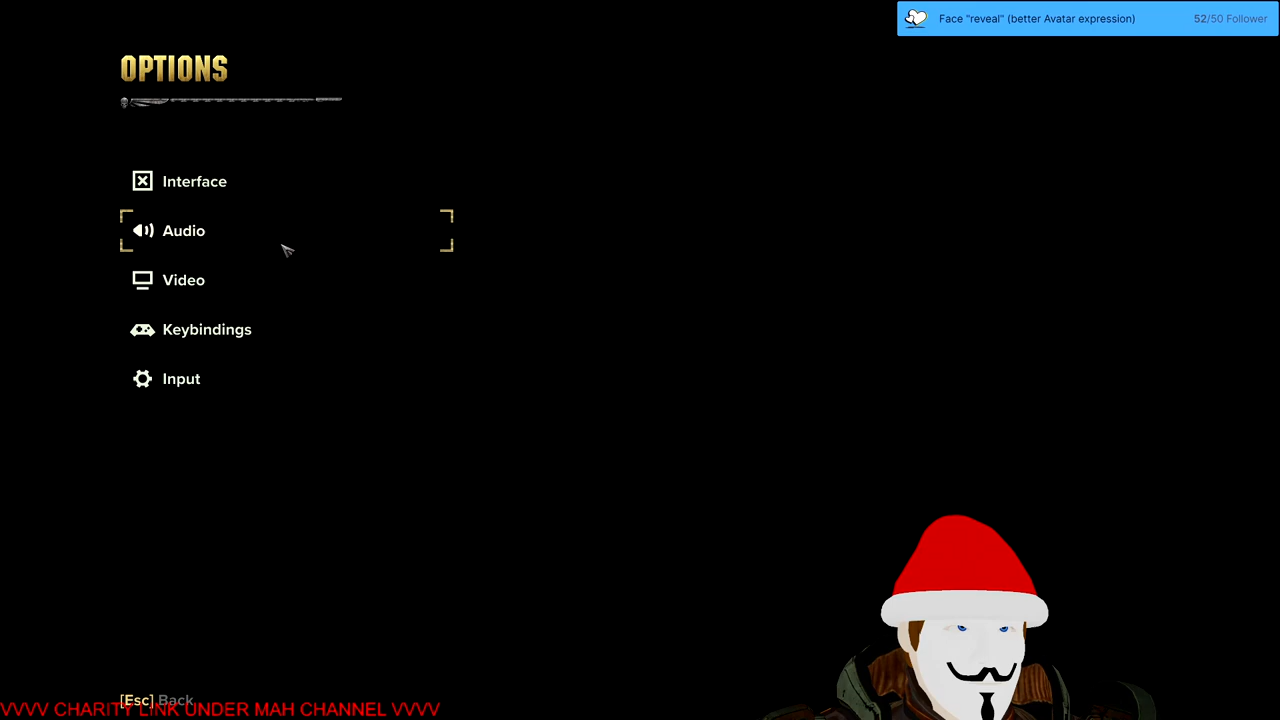 Face "reveal" (better Avatar expression) 52/50 Follower
OPTIONS
Interface
Audio
Video
Keybindings
Input
[Esc] Back
VVVV CHARITY LINK UNDER MAH CHANNEL VVVV